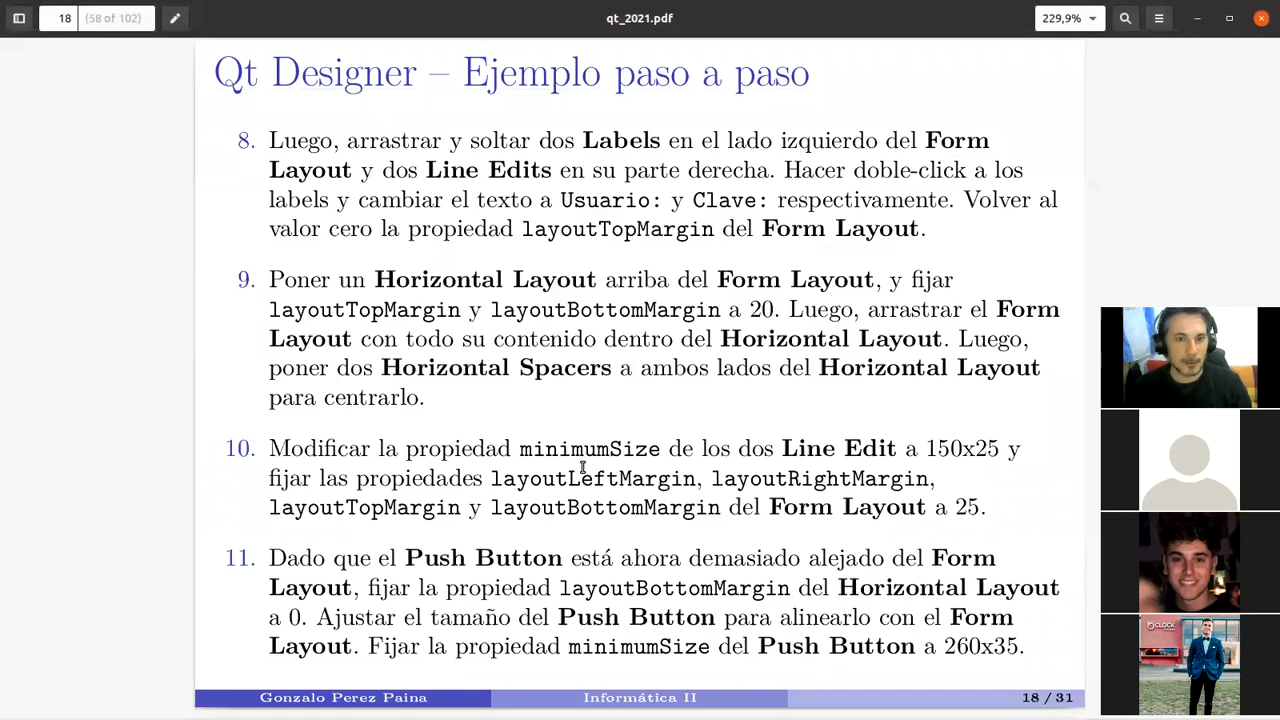 18
(58 of 102)
qt_2021.pdf
229,9%
Qt Designer – Ejemplo paso a paso
8. Luego, arrastrar y soltar dos Labels en el lado izquierdo del Form
Layout y dos Line Edits en su parte derecha. Hacer doble-click a los
labels y cambiar el texto a Usuario: y Clave: respectivamente. Volver al
valor cero la propiedad layoutTopMargin del Form Layout.
9. Poner un Horizontal Layout arriba del Form Layout, y fijar
layoutTopMargin y layoutBottomMargin a 20. Luego, arrastrar el Form
Layout con todo su contenido dentro del Horizontal Layout. Luego,
poner dos Horizontal Spacers a ambos lados del Horizontal Layout
para centrarlo.
10. Modificar la propiedad minimumSize de los dos Line Edit a 150x25 y
fijar las propiedades layoutLeftMargin, layoutRightMargin,
layoutTopMargin y layoutBottomMargin del Form Layout a 25.
11. Dado que el Push Button está ahora demasiado alejado del Form
Layout, fijar la propiedad layoutBottomMargin del Horizontal Layout
a 0. Ajustar el tamaño del Push Button para alinearlo con el Form
Layout. Fijar la propiedad minimumSize del Push Button a 260x35.
Gonzalo Perez Paina
Informática II
18 / 31
CLOCK